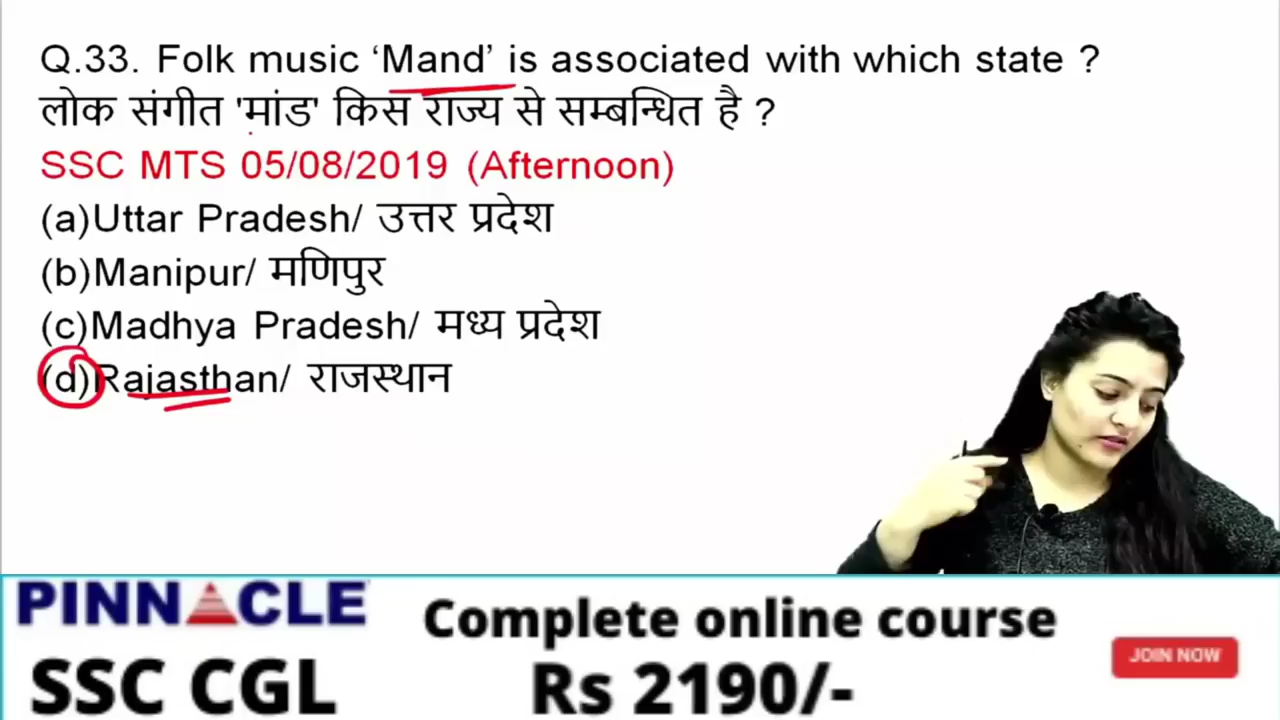 Q.33. Folk music ‘Mand’ is associated with which state ?
लोक संगीत 'मांड' किस राज्य से सम्बन्धित है ?
SSC MTS 05/08/2019 (Afternoon)
(a)Uttar Pradesh/ उत्तर प्रदेश
(b)Manipur/ मणिपुर
(c)Madhya Pradesh/ मध्य प्रदेश
(d)Rajasthan/ राजस्थान
PINNACLE
SSC CGL
Complete online course
Rs 2190/-
JOIN NOW